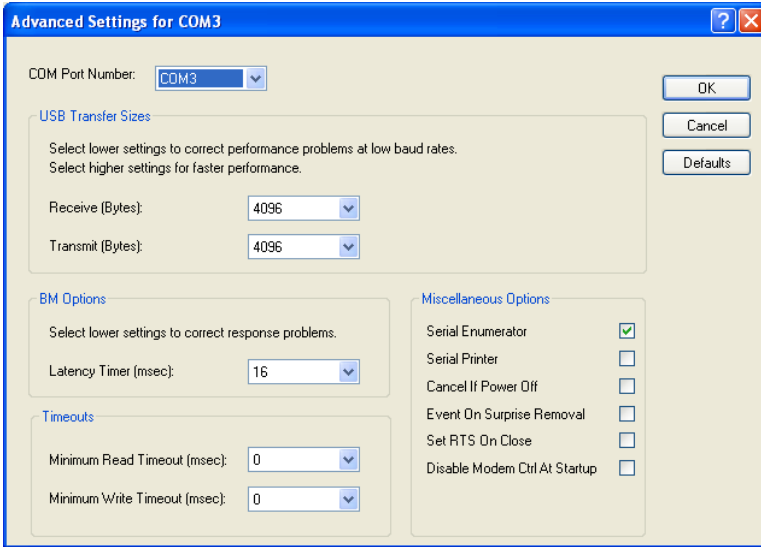 Advanced Settings for COM3
COM Port Number: COM3
OK
Cancel
Defaults
USB Transfer Sizes
Select lower settings to correct performance problems at low baud rates.
Select higher settings for faster performance.
Receive (Bytes): 4096
Transmit (Bytes): 4096
BM Options
Select lower settings to correct response problems.
Latency Timer (msec): 16
Timeouts
Minimum Read Timeout (msec): 0
Minimum Write Timeout (msec): 0
Miscellaneous Options
Serial Enumerator
Serial Printer
Cancel If Power Off
Event On Surprise Removal
Set RTS On Close
Disable Modem Ctrl At Startup